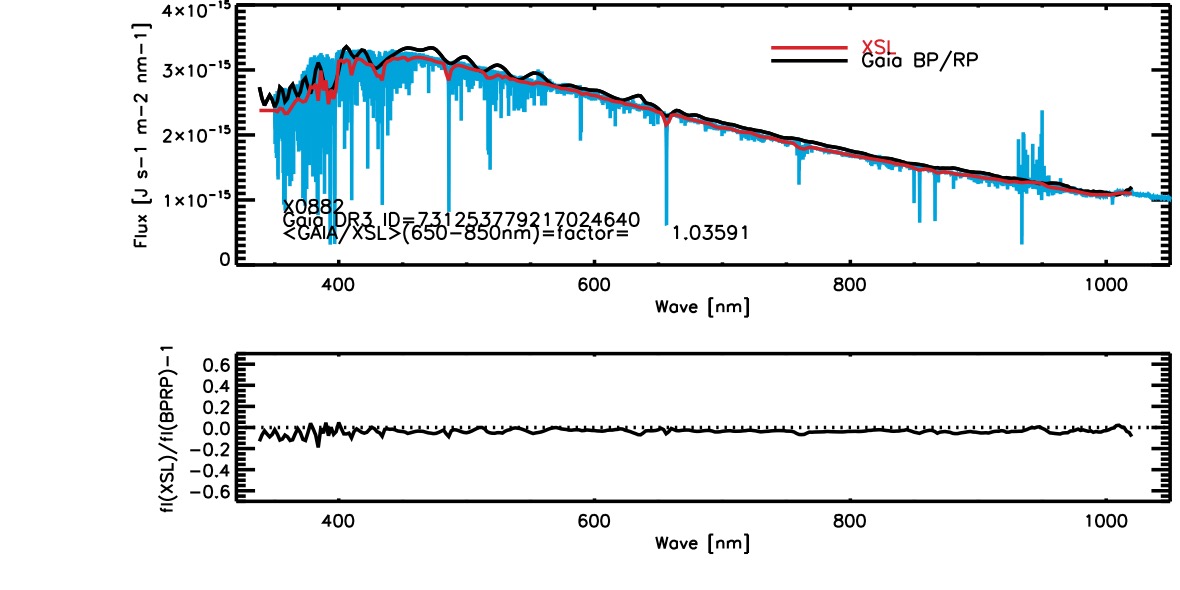 4×10−15
3×10−15
2×10−15
1×10−15
0
Flux [J s−1 m−2 nm−1]
XSL
Gaia BP/RP
X0882
Gaia DR3 ID=7312537792170246​40
<GAIA/XSL>(650−850nm)=factor= 1.03591
400 600 800 1000
Wave [nm]
0.6
0.4
0.2
0.0
−0.2
−0.4
−0.6
fl(XSL)/fl(BPRP)−1
400 600 800 1000
Wave [nm]